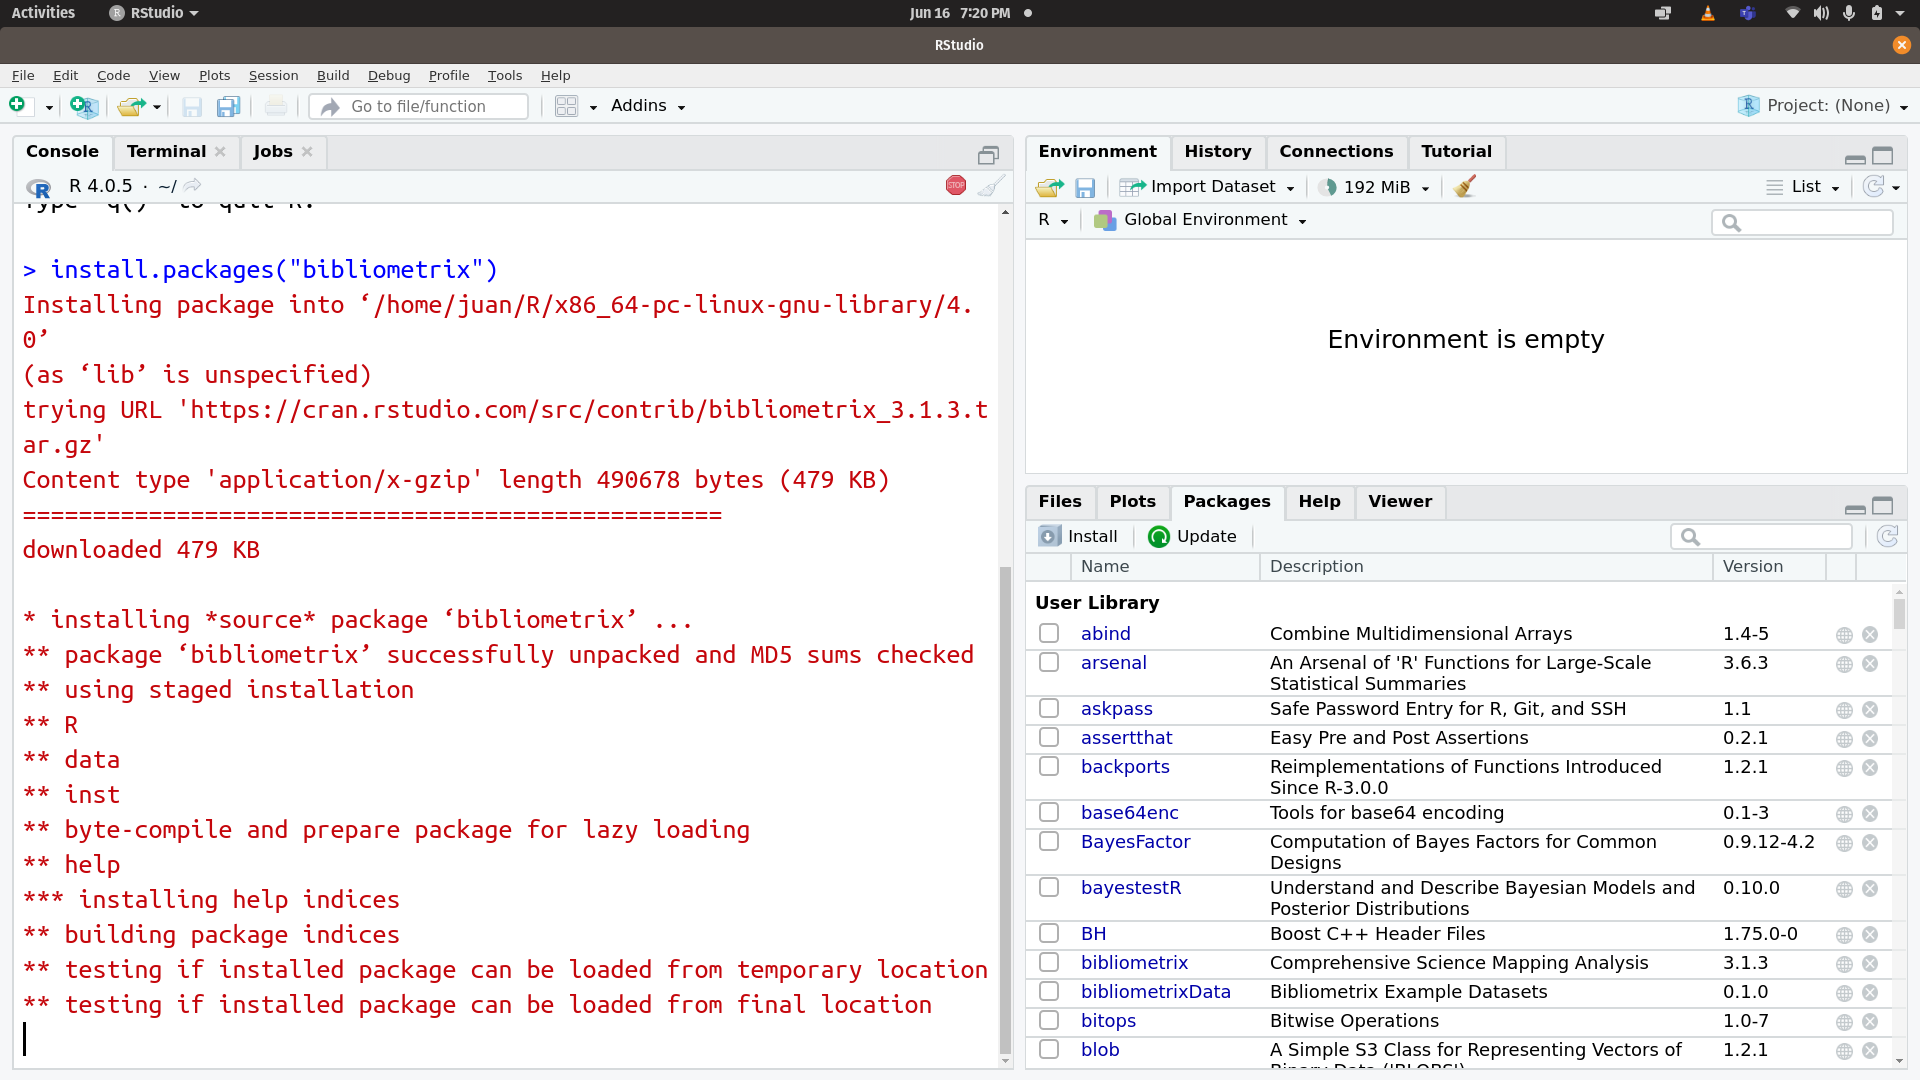 Activities
RStudio
Jun 16 7:20 PM
RStudio
File Edit Code View Plots Session Build Debug Profile Tools Help
Go to file/function
Addins
Project: (None)
Console Terminal Jobs
R 4.0.5 · ~/
Type 'q()' to quit R.
> install.packages("bibliometrix")
Installing package into ‘/home/juan/R/x86_64-pc-linux-gnu-library/4.
0’
(as ‘lib’ is unspecified)
trying URL 'https://cran.rstudio.com/src/contrib/bibliometrix_3.1.3.t
ar.gz'
Content type 'application/x-gzip' length 490678 bytes (479 KB)
==================================================
downloaded 479 KB
* installing *source* package ‘bibliometrix’ ...
** package ‘bibliometrix’ successfully unpacked and MD5 sums checked
** using staged installation
** R
** data
** inst
** byte-compile and prepare package for lazy loading
** help
*** installing help indices
** building package indices
** testing if installed package can be loaded from temporary location
** testing if installed package can be loaded from final location
Environment History Connections Tutorial
Import Dataset 192 MiB List
R Global Environment
Environment is empty
Files Plots Packages Help Viewer
Install Update
Name Description Version
User Library
abind Combine Multidimensional Arrays 1.4-5
arsenal An Arsenal of 'R' Functions for Large-Scale 3.6.3
Statistical Summaries
askpass Safe Password Entry for R, Git, and SSH 1.1
assertthat Easy Pre and Post Assertions 0.2.1
backports Reimplementations of Functions Introduced 1.2.1
Since R-3.0.0
base64enc Tools for base64 encoding 0.1-3
BayesFactor Computation of Bayes Factors for Common 0.9.12-4.2
Designs
bayestestR Understand and Describe Bayesian Models and 0.10.0
Posterior Distributions
BH Boost C++ Header Files 1.75.0-0
bibliometrix Comprehensive Science Mapping Analysis 3.1.3
bibliometrixData Bibliometrix Example Datasets 0.1.0
bitops Bitwise Operations 1.0-7
blob A Simple S3 Class for Representing Vectors of 1.2.1
Binary Data ('BLOBS')